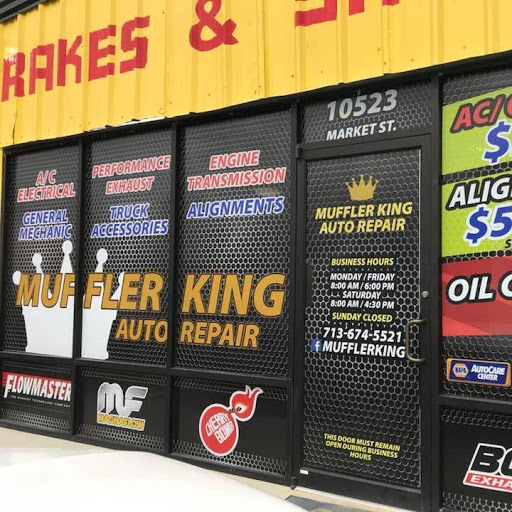 RAKES &
A/C
ELECTRICAL
GENERAL
MECHANIC
PERFORMANCE
EXHAUST
TRUCK
ACCESSORIES
ENGINE
TRANSMISSION
ALIGNMENTS
MUFFLER KING
AUTO REPAIR
FLOWMASTER
MF
MAGNAFLOW
CHERRY
BOMB
10523
MARKET ST.
MUFFLER KING
AUTO REPAIR
BUSINESS HOURS
MONDAY / FRIDAY
8:00 AM / 6:00 PM
SATURDAY
8:00 AM / 4:30 PM
SUNDAY CLOSED
713-674-5521
f MUFFLERKING
THIS DOOR MUST REMAIN
OPEN DURING BUSINESS
HOURS
AC/
$
ALIG
$5
OIL
NAPA AUTOCARE
CENTER
BO
EXHA